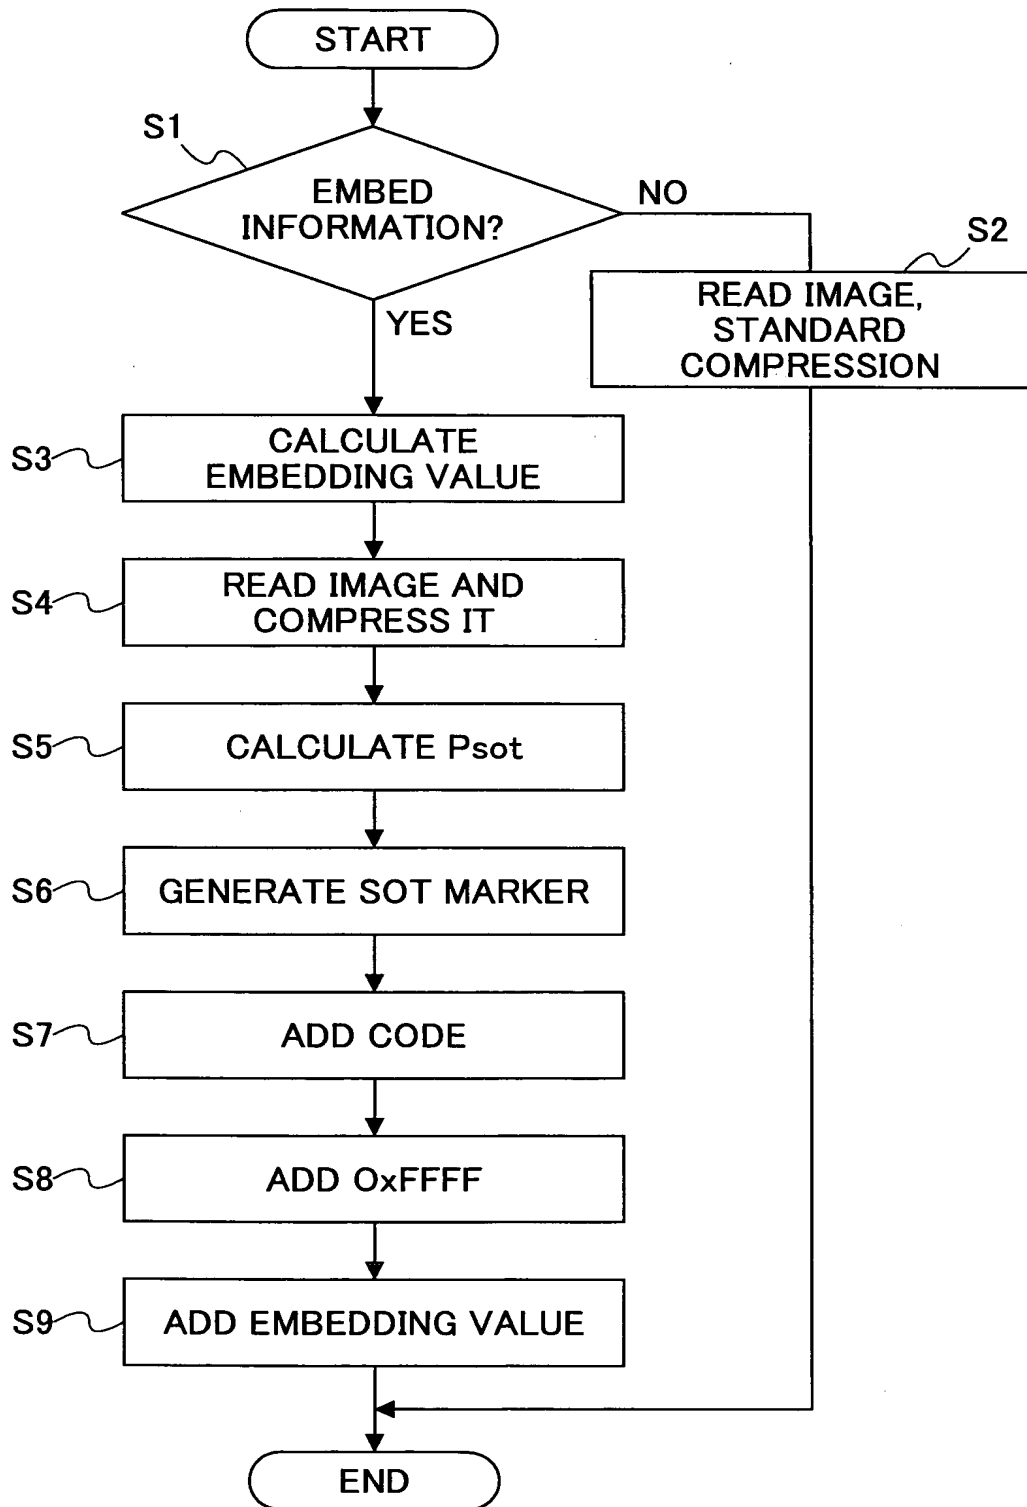 START
S1
EMBED
INFORMATION?
NO
S2
READ IMAGE,
STANDARD
COMPRESSION
YES
S3
CALCULATE
EMBEDDING VALUE
S4
READ IMAGE AND
COMPRESS IT
S5
CALCULATE Psot
S6
GENERATE SOT MARKER
S7
ADD CODE
S8
ADD 0xFFFF
S9
ADD EMBEDDING VALUE
END